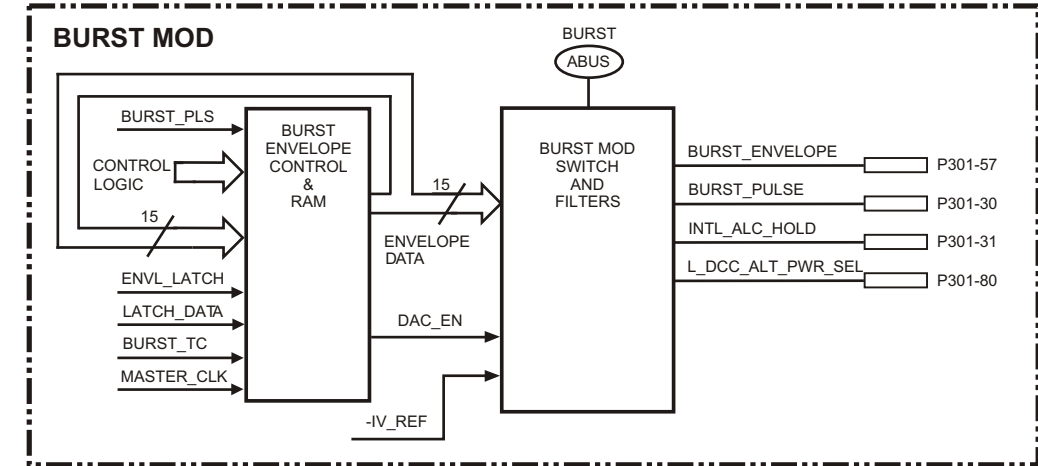 BURST MOD
BURST
ABUS
BURST_PLS
CONTROL
LOGIC
15
ENVL_LATCH
LATCH_DATA
BURST_TC
MASTER_CLK
BURST
ENVELOPE
CONTROL
&
RAM
15
ENVELOPE
DATA
DAC_EN
-IV_REF
BURST MOD
SWITCH
AND
FILTERS
BURST_ENVELOPE
P301-57
BURST_PULSE
P301-30
INTL_ALC_HOLD
P301-31
L_DCC_ALT_PWR_SEL
P301-80